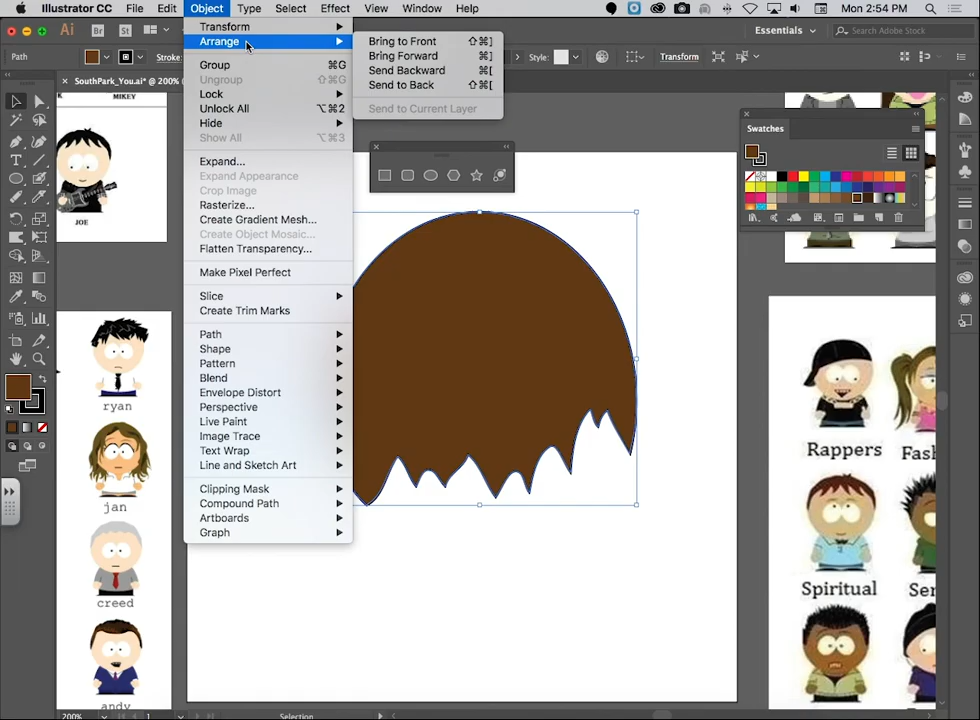 Illustrator CC File Edit Object Type Select Effect View Window Help Mon 2:54 PM
Ai Br St Essentials Search Adobe Stock
Path Stroke: Style: Transform
SouthPark_You.ai* @ 200%
MIKEY
JOE
Transform
Arrange
Group ⌘G
Ungroup ⇧⌘G
Lock
Unlock All ⌥⌘2
Hide
Show All ⌥⌘3
Expand...
Expand Appearance
Crop Image
Rasterize...
Create Gradient Mesh...
Create Object Mosaic...
Flatten Transparency...
Make Pixel Perfect
Slice
Create Trim Marks
Path
Shape
Pattern
Blend
Envelope Distort
Perspective
Live Paint
Image Trace
Text Wrap
Line and Sketch Art
Clipping Mask
Compound Path
Artboards
Graph
Bring to Front ⇧⌘]
Bring Forward ⌘]
Send Backward ⌘[
Send to Back ⇧⌘[
Send to Current Layer
Swatches
ryan
jan
creed
andy
Rappers Fash
Spiritual Ser
200% 1 Selection